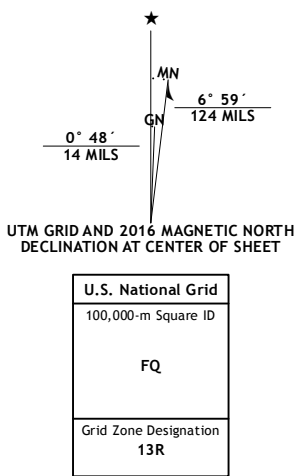 ★
MN
GN
6° 59´
124 MILS
0° 48´
14 MILS
UTM GRID AND 2016 MAGNETIC NORTH
DECLINATION AT CENTER OF SHEET
U.S. National Grid
100,000-m Square ID
FQ
Grid Zone Designation
13R